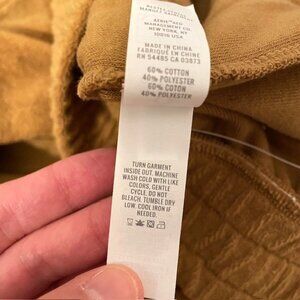 MANAGEMENT CO.
NEW YORK, NY
10016 USA
MADE IN CHINA
FABRIQUÉ EN CHINE
RN 54485 CA 03873
60% COTTON
40% POLYESTER
60% COTON
40% POLYESTER
TURN GARMENT
INSIDE OUT. MACHINE
WASH COLD WITH LIKE
COLORS, GENTLE
CYCLE. DO NOT
BLEACH. TUMBLE DRY
LOW. COOL IRON IF
NEEDED.